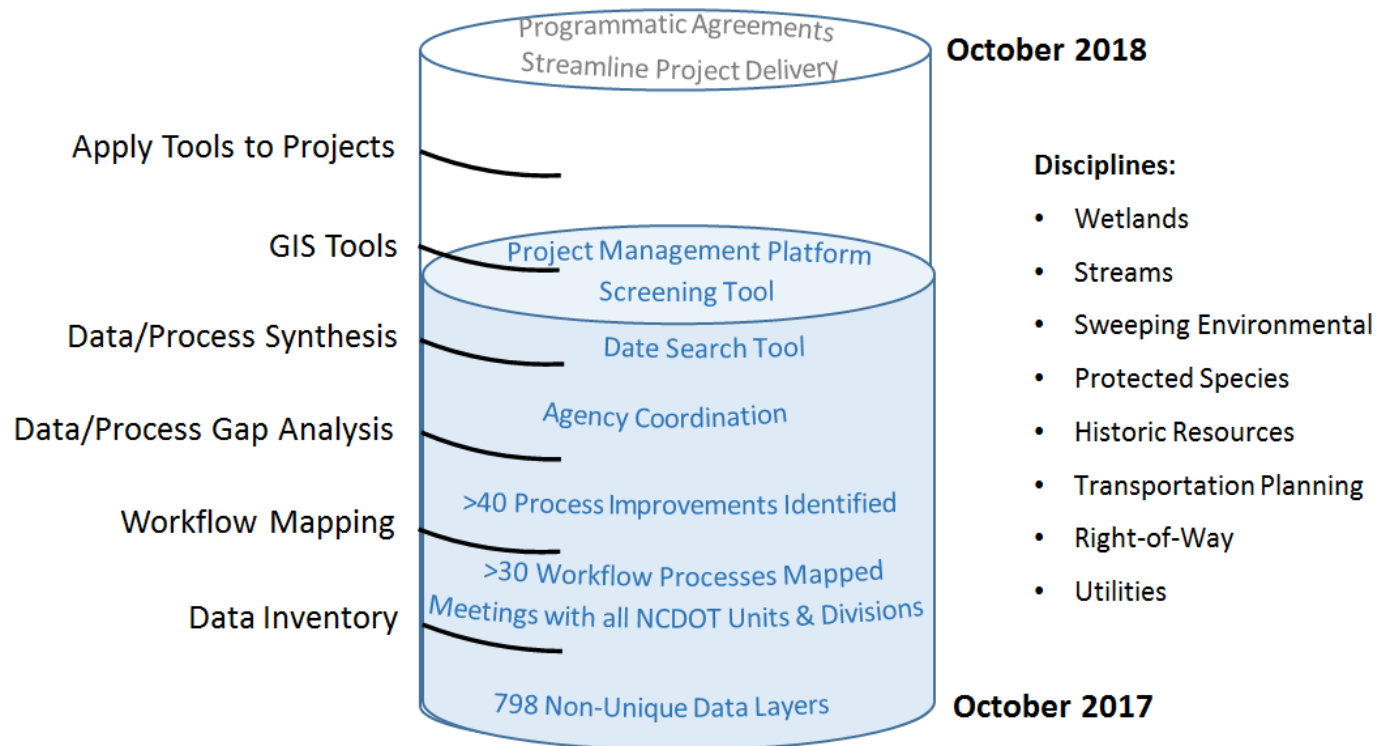 Programmatic Agreements
Streamline Project Delivery
October 2018
Apply Tools to Projects
GIS Tools
Data/Process Synthesis
Data/Process Gap Analysis
Workflow Mapping
Data Inventory
Project Management Platform
Screening Tool
Date Search Tool
Agency Coordination
>40 Process Improvements Identified
>30 Workflow Processes Mapped
Meetings with all NCDOT Units & Divisions
798 Non-Unique Data Layers
October 2017
Disciplines:
• Wetlands
• Streams
• Sweeping Environmental
• Protected Species
• Historic Resources
• Transportation Planning
• Right-of-Way
• Utilities